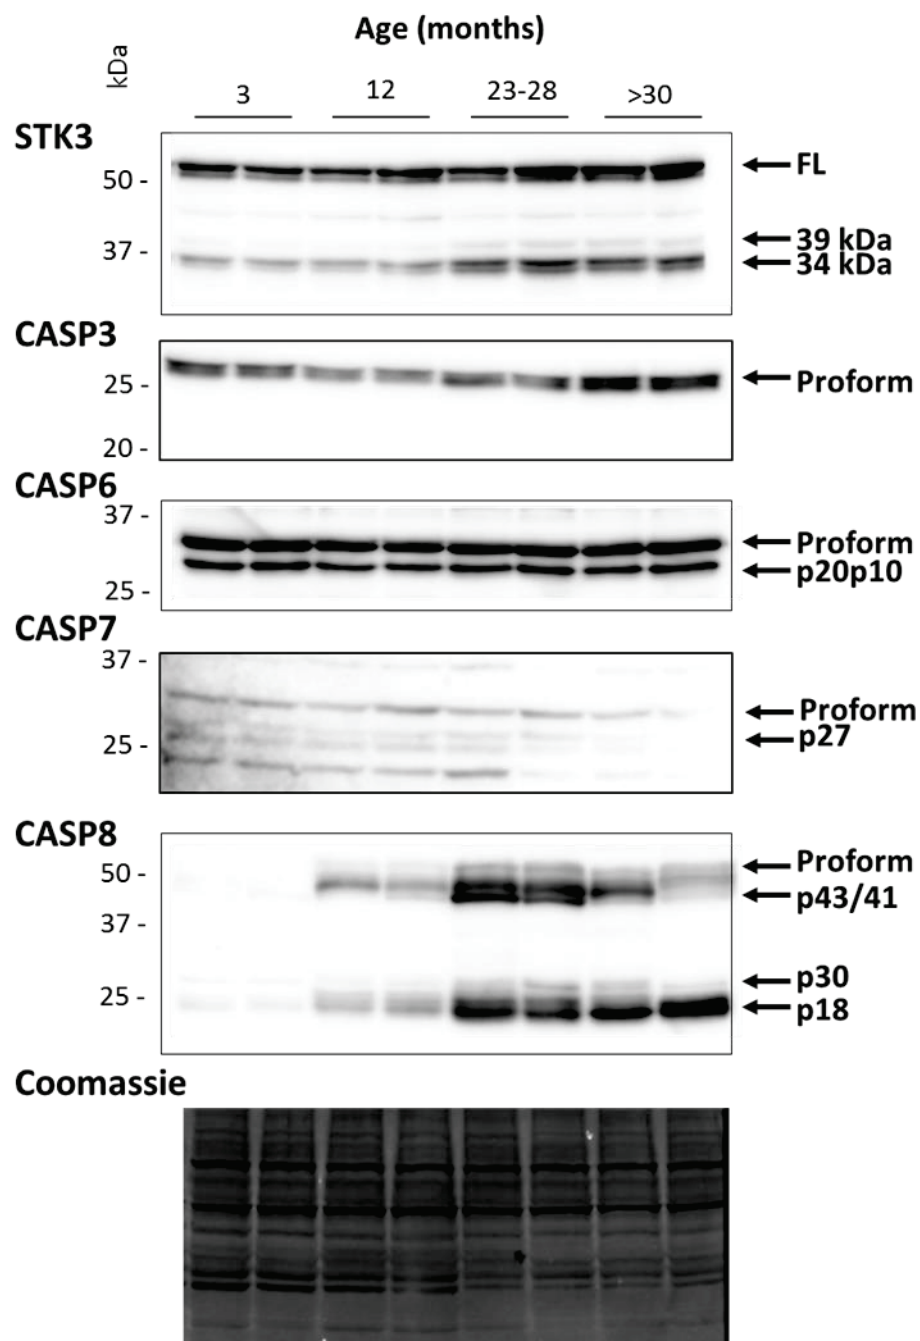 Age (months)
kDa
3 12 23-28 >30
STK3
50 -
37 -
FL
39 kDa
34 kDa
CASP3
25 -
20 -
Proform
CASP6
37 -
25 -
Proform
p20p10
CASP7
37 -
25 -
Proform
p27
CASP8
50 -
37 -
25 -
Proform
p43/41
p30
p18
Coomassie